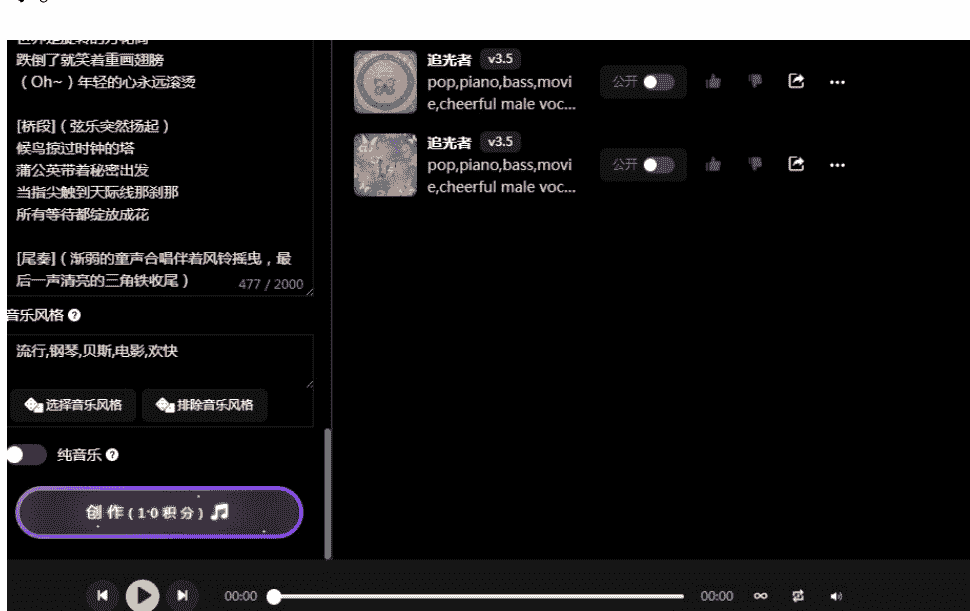 跌倒了就笑着重画翅膀
（Oh~）年轻的心永远滚烫
[桥段]（弦乐突然扬起）
候鸟掠过时钟的塔
蒲公英带着秘密出发
当指尖触到天际线那刹那
所有等待都绽放成花
[尾奏]（渐弱的童声合唱伴着风铃摇曳，最
后一声清亮的三角铁收尾）
477 / 2000
音乐风格
流行,钢琴,贝斯,电影,欢快
选择音乐风格 排除音乐风格
纯音乐
创作(10积分)
追光者 v3.5
pop,piano,bass,movi
e,cheerful male voc...
公开
追光者 v3.5
pop,piano,bass,movi
e,cheerful male voc...
公开
00:00 00:00